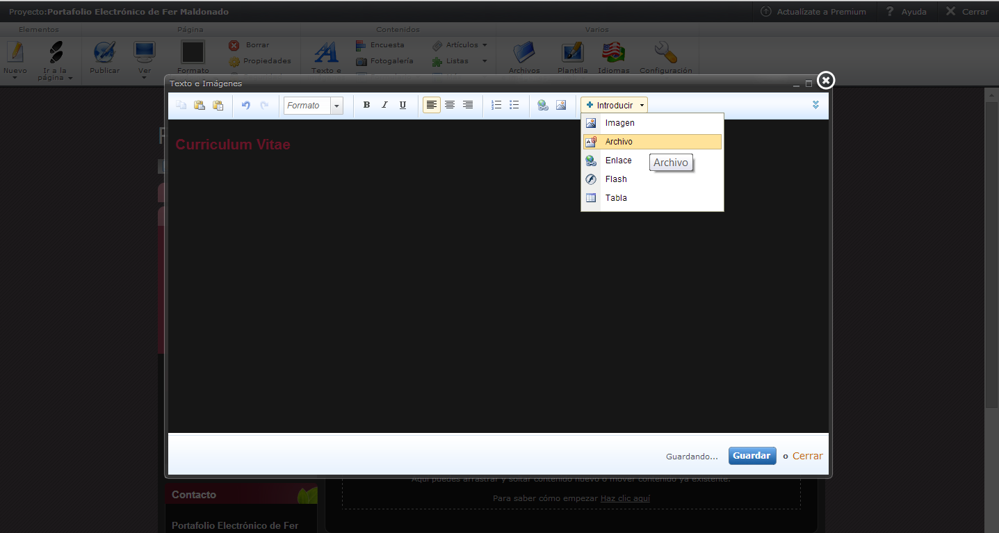 Proyecto:Portafolio Electrónico de Fer Maldonado
Actualízate a Premium
? Ayuda
Cerrar
Elementos
Página
Contenidos
Varios
Nuevo
Ir a la página
Publicar
Ver
Formato
Borrar
Propiedades
Texto e
Encuesta
Fotogalería
Artículos
Listas
Archivos
Plantilla
Idiomas
Configuración
Texto e Imágenes
Formato
B I U
Introducir
Imagen
Archivo
Enlace
Archivo
Flash
Tabla
Curriculum Vitae
Guardando...
Guardar
o Cerrar
Aquí puedes arrastrar y soltar contenido nuevo o mover contenido ya existente.
Para saber cómo empezar Haz clic aquí
Contacto
Portafolio Electrónico de Fer